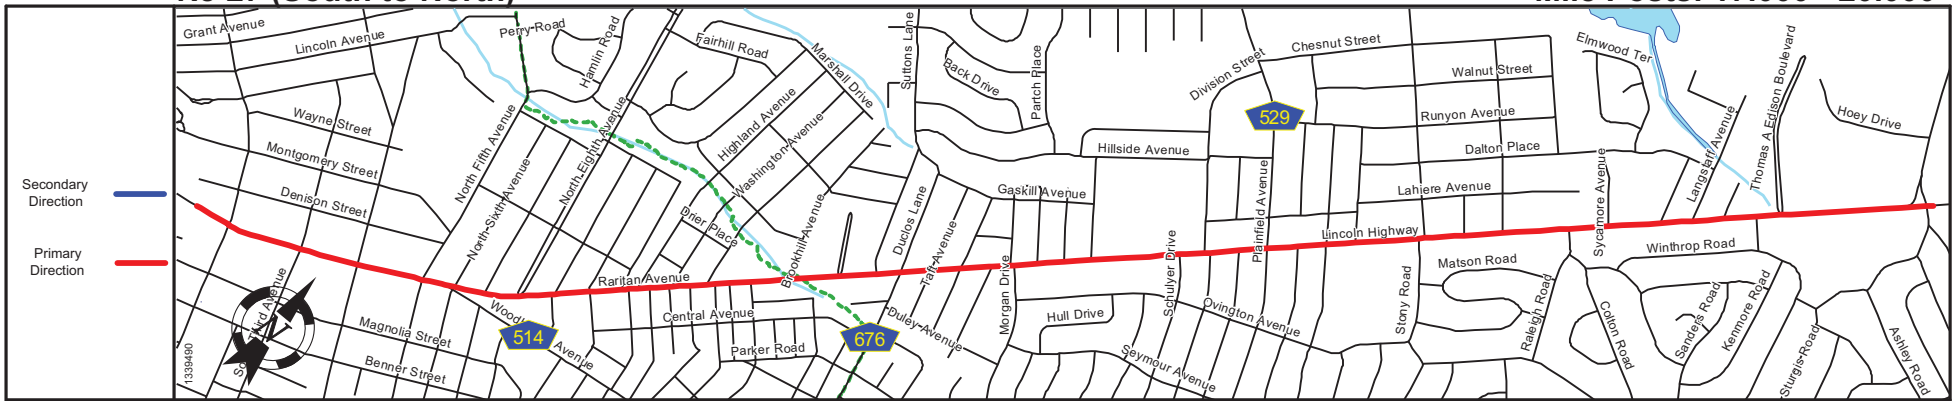 Secondary
Direction
Primary
Direction
Grant Avenue
Lincoln Avenue
Perry Road
Hamlin Road
Fairhill Road
Marshall Drive
Suttons Lane
Back Drive
Partch Place
Division Street
Chesnut Street
Walnut Street
Runyon Avenue
Dalton Place
Elmwood Ter
Langstaff Avenue
Thomas A Edison Boulevard
Hoey Drive
Wayne Street
Montgomery Street
Denison Street
North Fifth Avenue
North Sixth Avenue
North Eighth Avenue
Highland Avenue
Washington Avenue
Drier Place
Brookhill Avenue
Duclos Lane
Taft Avenue
Gaskill Avenue
Hillside Avenue
529
Plainfield Avenue
Lahiere Avenue
Sycamore Avenue
Lincoln Highway
Winthrop Road
Raritan Avenue
Central Avenue
Parker Road
Magnolia Street
Benner Street
514
Avenue
676
Duley Avenue
Morgan Drive
Hull Drive
Seymour Avenue
Schuyler Drive
Ovington Avenue
Stony Road
Matson Road
Raleigh Road
Colton Road
Sanders Road
Kenmore Road
Sturgis Road
Ashley Road
Third Avenue
1339490